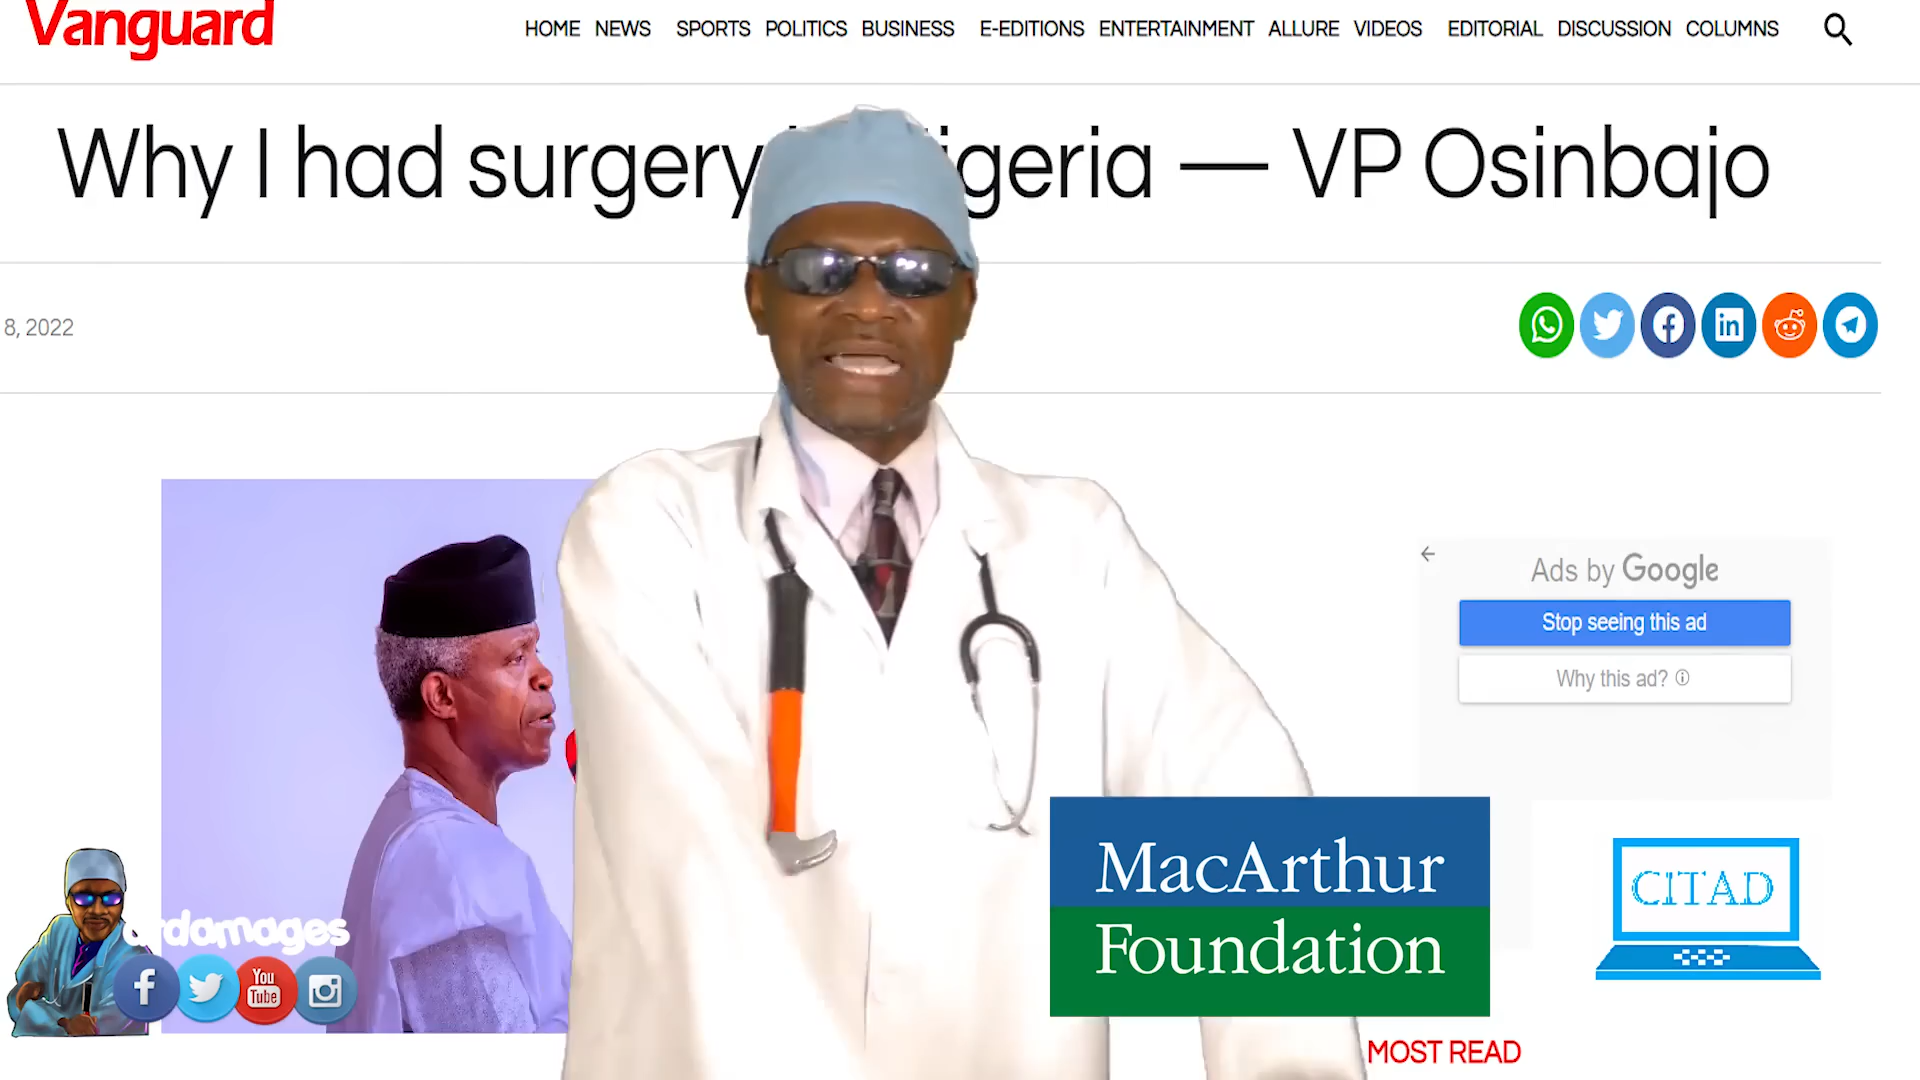 Vanguard
HOME NEWS SPORTS POLITICS BUSINESS E-EDITIONS ENTERTAINMENT ALLURE VIDEOS EDITORIAL DISCUSSION COLUMNS
Why I had surgery igeria — VP Osinbajo
8, 2022
Ads by Google
Stop seeing this ad
Why this ad?
MacArthur
Foundation
CITAD
drdamages
You
Tube
MOST READ